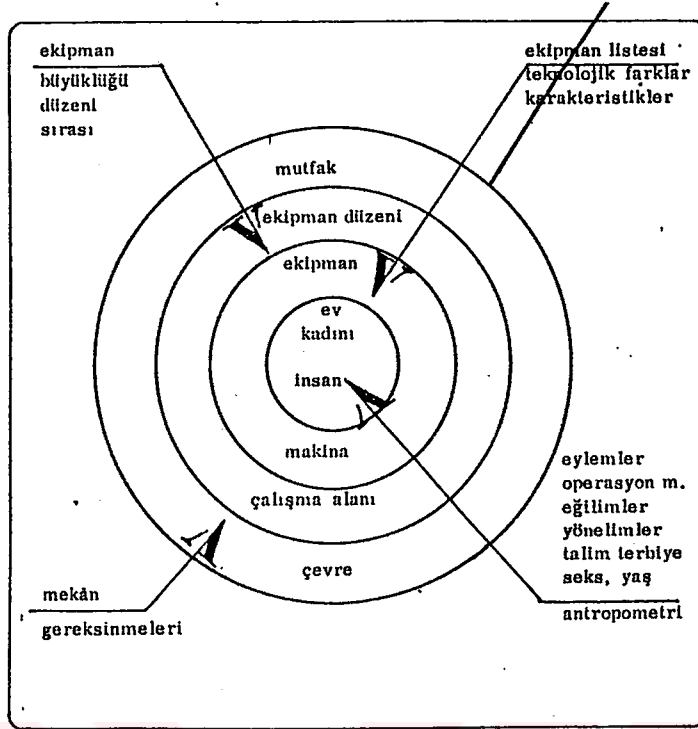 ekipman
büyüklüğü
düzeni
sırası
ekipman listesi
teknolojik farklar
karakteristikler
mutfak
ekipman düzeni
ekipman
ev
kadını
insan
makina
çalışma alanı
çevre
eylemler
operasyon m.
eğilimler
yönelimler
talim terbiye
seks, yaş
antropometri
mekân
gereksinmeleri